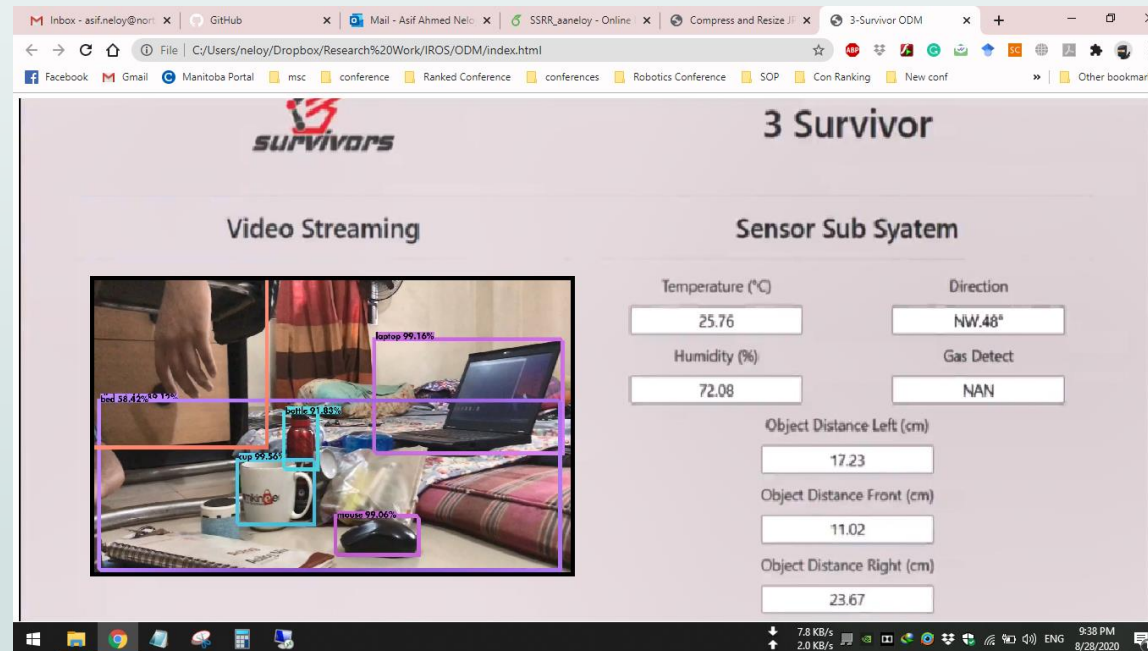 Inbox - asif.neloy@nort
GitHub
Mail - Asif Ahmed Nelo
SSRR_aaneloy - Online
Compress and Resize JP
3-Survivor ODM
File
C:/Users/neloy/Dropbox/Research%20Work/IROS/ODM/index.html
ABP
SC
Facebook
Gmail
Manitoba Portal
msc
conference
Ranked Conference
conferences
Robotics Conference
SOP
Con Ranking
New conf
»
Other bookmar
3
survivors
3 Survivor
Video Streaming
Sensor Sub Syatem
Temperature (°C)
Direction
25.76
NW.48°
Humidity (%)
Gas Detect
72.08
NAN
Object Distance Left (cm)
17.23
Object Distance Front (cm)
11.02
Object Distance Right (cm)
23.67
laptop 99.16%
bed 58.42%
bottle 91.83%
cup 99.56%
mouse 99.06%
7.8 KB/s
2.0 KB/s
ENG
9:38 PM
8/28/2020